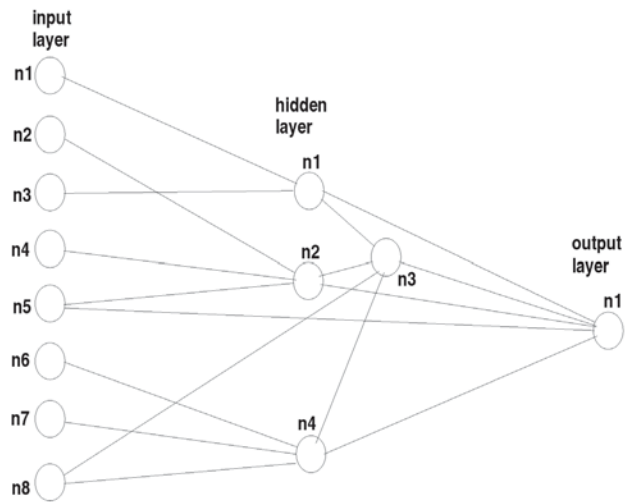 input
layer
n1
n2
n3
n4
n5
n6
n7
n8
hidden
layer
n1
n2
n3
n4
output
layer
n1